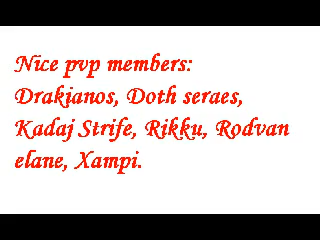 Nice pvp members:
Drakianos, Doth seraes,
Kadaj Strife, Rikku, Rodvan
elane, Xampi.